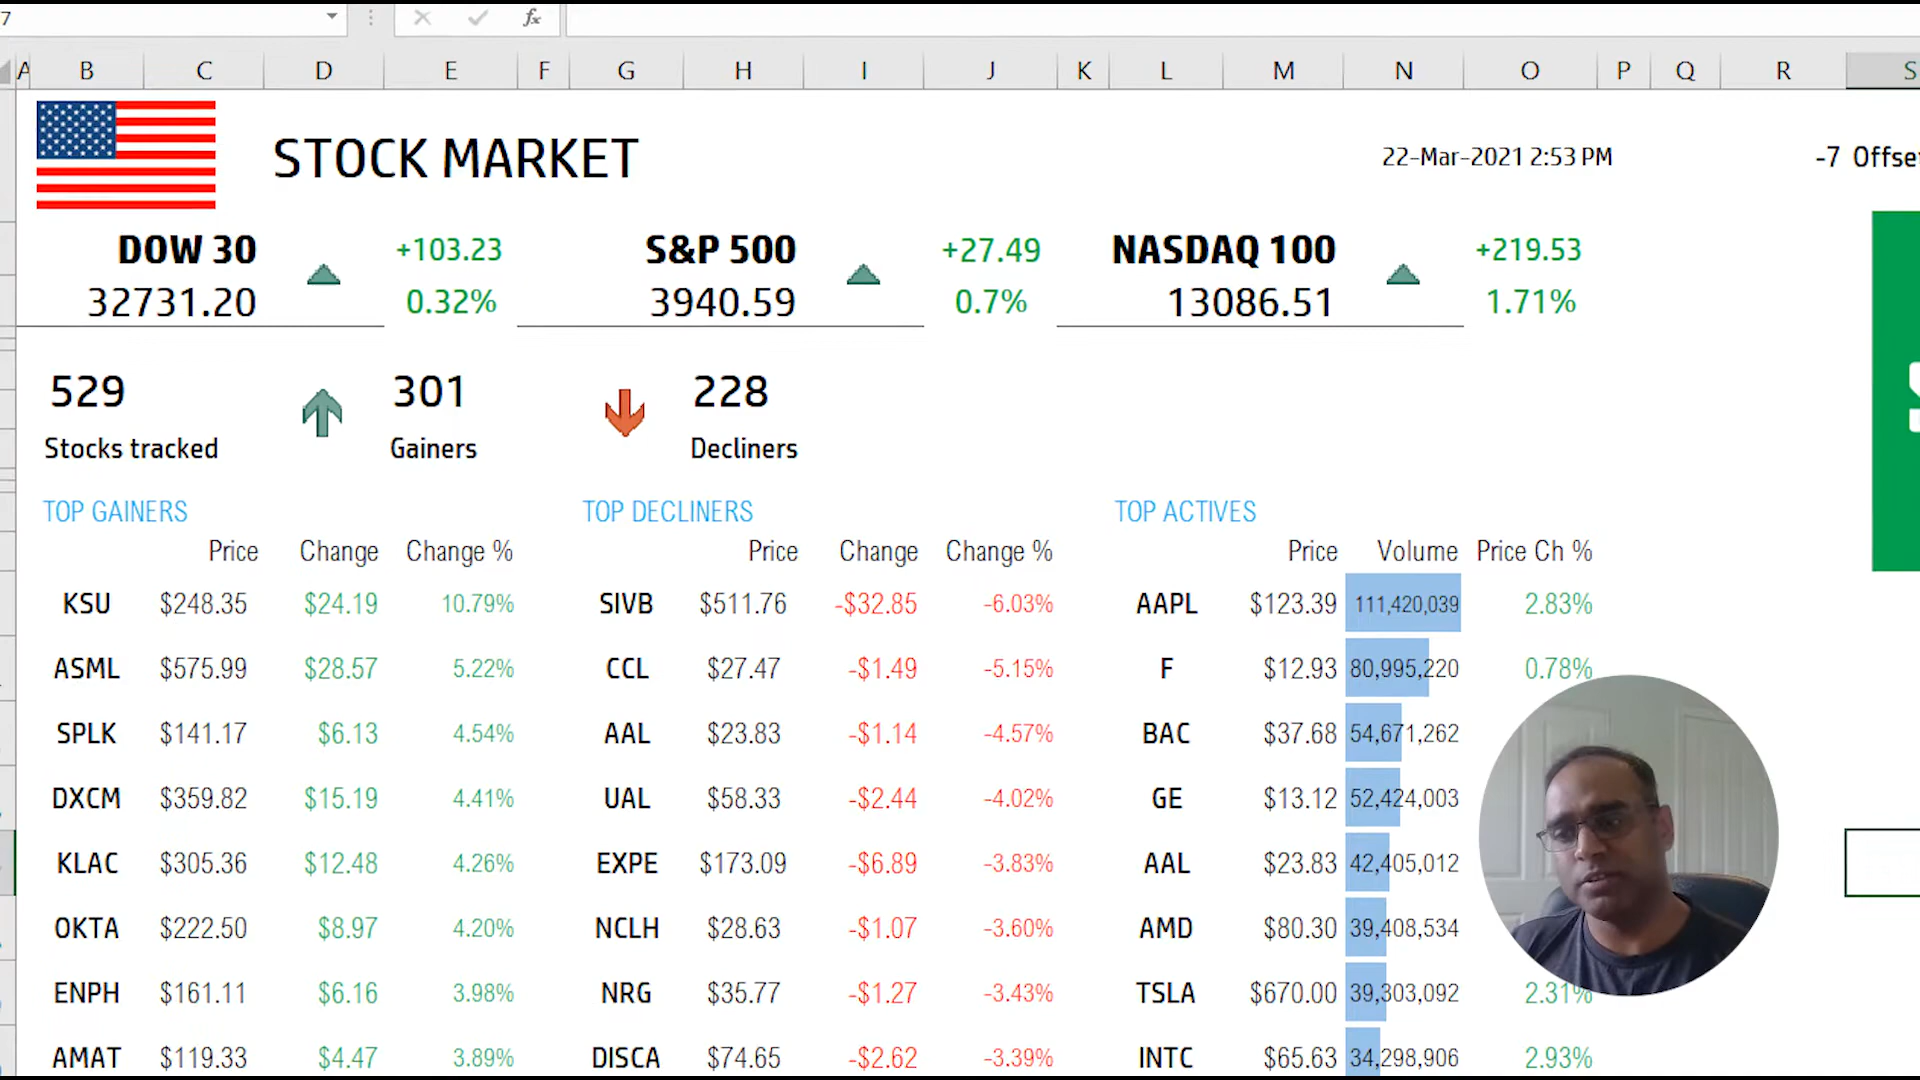 7 fx
A B C D E F G H I J K L M N O P Q R S
STOCK MARKET 22-Mar-2021 2:53 PM -7
DOW 30 +103.23 S&P 500 +27.49 NASDAQ 100 +219.53
32731.20 0.32% 3940.59 0.7% 13086.51 1.71%
529 301 228
Stocks tracked Gainers Decliners
TOP GAINERS TOP DECLINERS TOP ACTIVES
Price Change Change % Price Change Change % Price Volume Price Ch %
KSU $248.35 $24.19 10.79% SIVB $511.76 -$32.85 -6.03% AAPL $123.39 111,420,039 2.83%
ASML $575.99 $28.57 5.22% CCL $27.47 -$1.49 -5.15% F $12.93 80,995,220 0.78%
SPLK $141.17 $6.13 4.54% AAL $23.83 -$1.14 -4.57% BAC $37.68 54,671,262
DXCM $359.82 $15.19 4.41% UAL $58.33 -$2.44 -4.02% GE $13.12 52,424,003
KLAC $305.36 $12.48 4.26% EXPE $173.09 -$6.89 -3.83% AAL $23.83 42,405,012
OKTA $222.50 $8.97 4.20% NCLH $28.63 -$1.07 -3.60% AMD $80.30 39,408,534
ENPH $161.11 $6.16 3.98% NRG $35.77 -$1.27 -3.43% TSLA $670.00 39,303,092 2.31%
AMAT $119.33 $4.47 3.89% DISCA $74.65 -$2.62 -3.39% INTC $65.63 34,298,906 2.93%